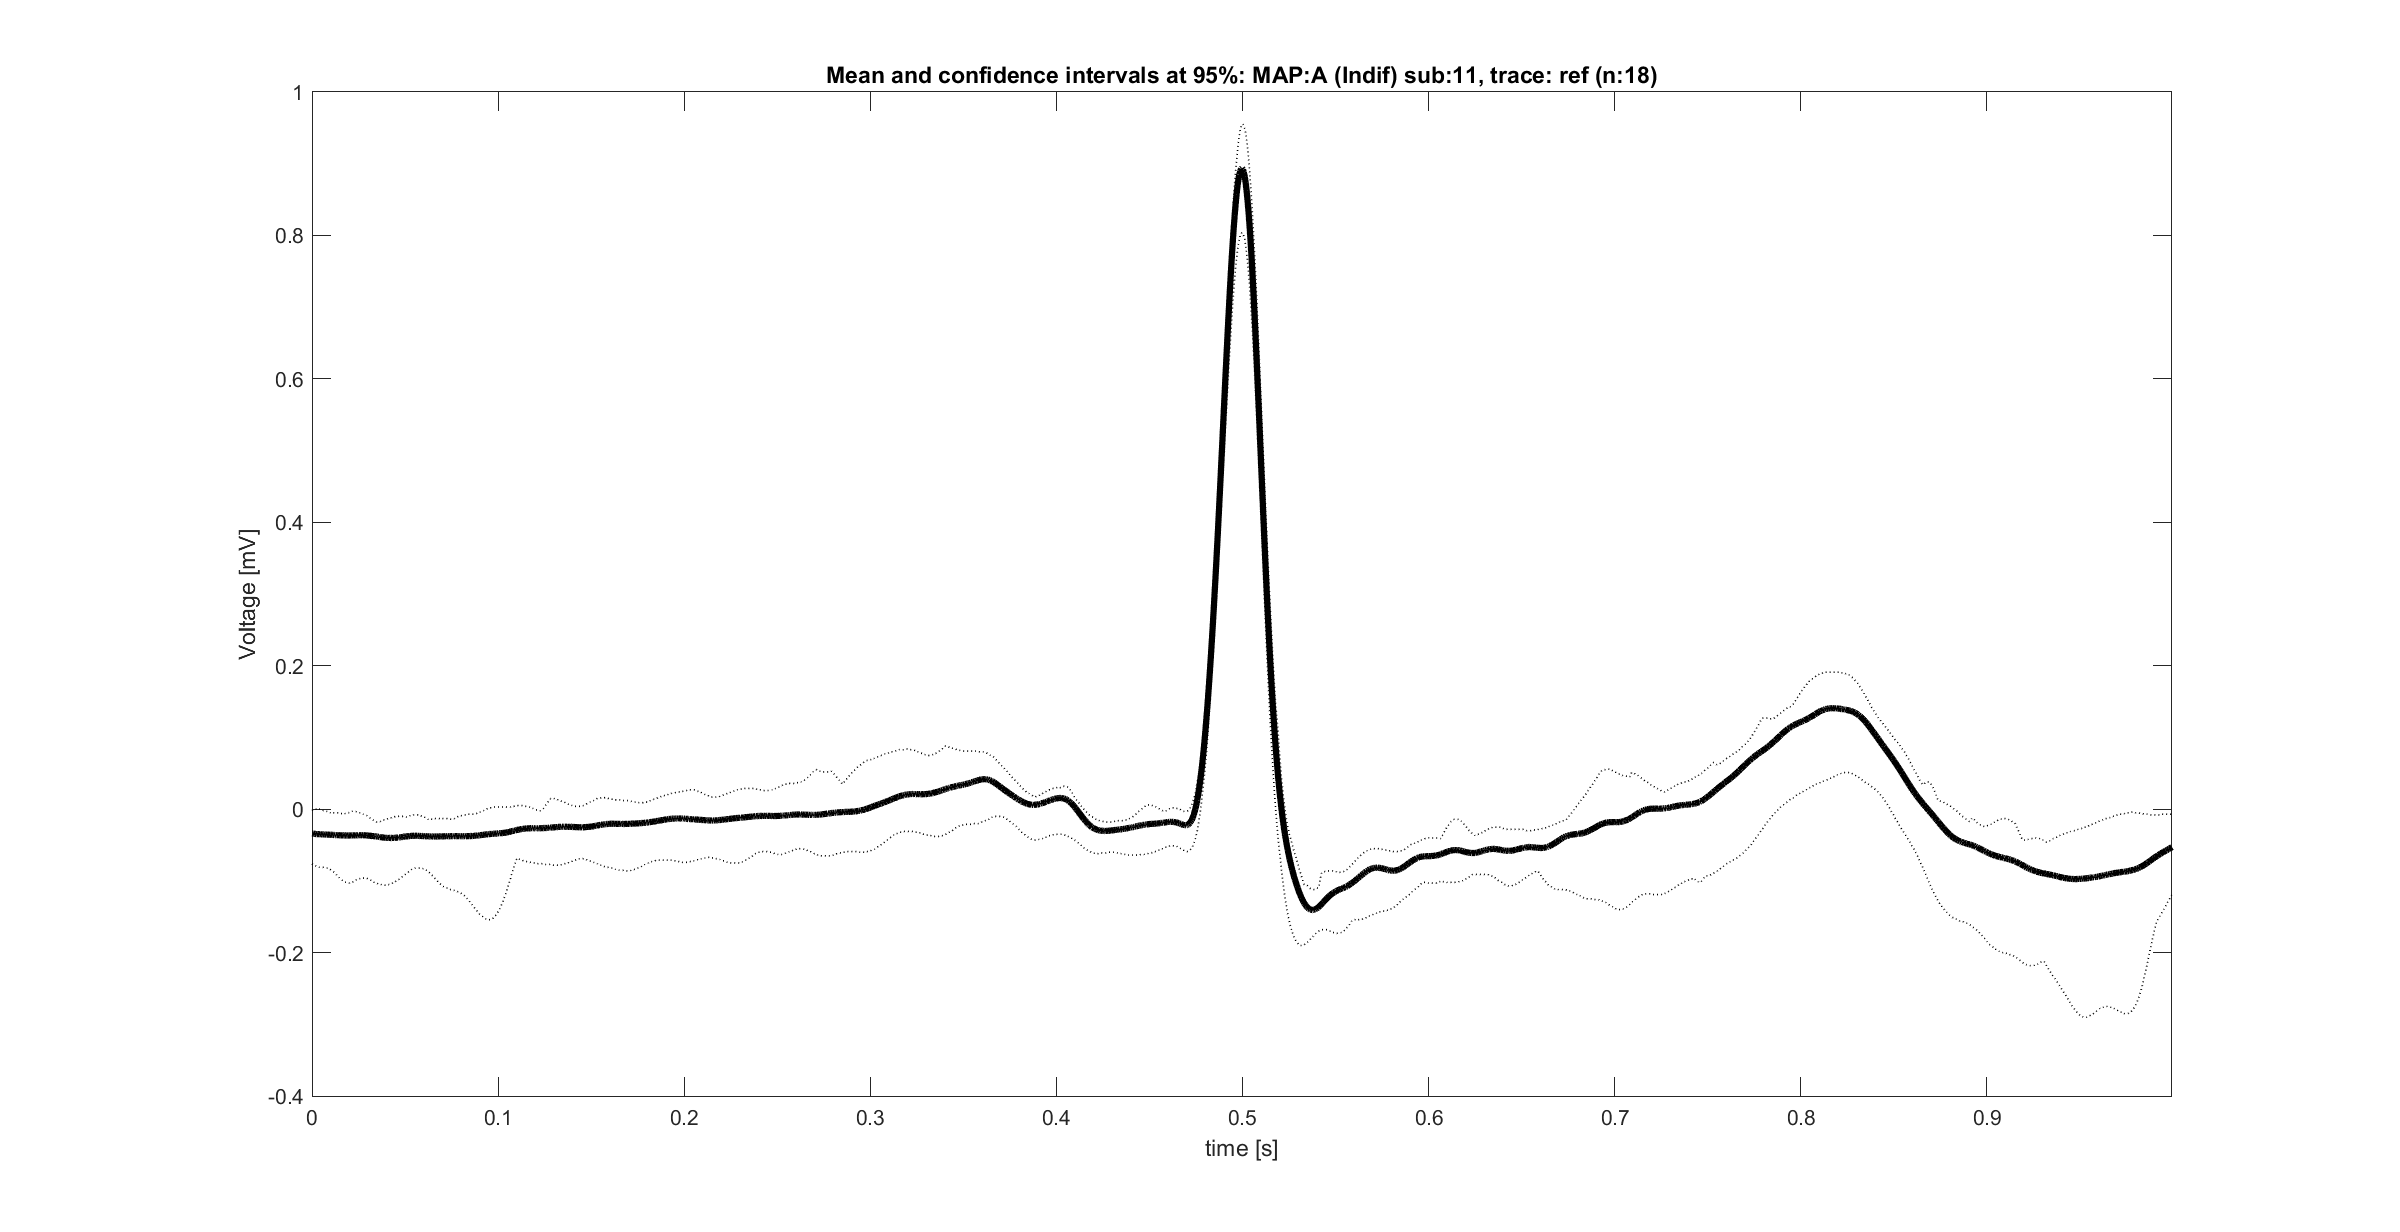 Mean and confidence intervals at 95%: MAP:A (Indif) sub:11, trace: ref (n:18)
1
0.8
0.6
0.4
0.2
0
-0.2
-0.4
Voltage [mV]
0 0.1 0.2 0.3 0.4 0.5 0.6 0.7 0.8 0.9
time [s]